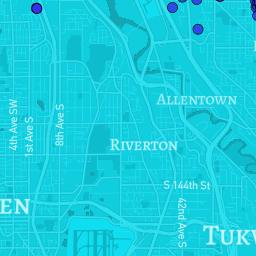 ALLENTOWN
4th Ave SW
1st Ave S
8th Ave S
RIVERTON
S 144th St
EN
42nd Ave S
TUKW